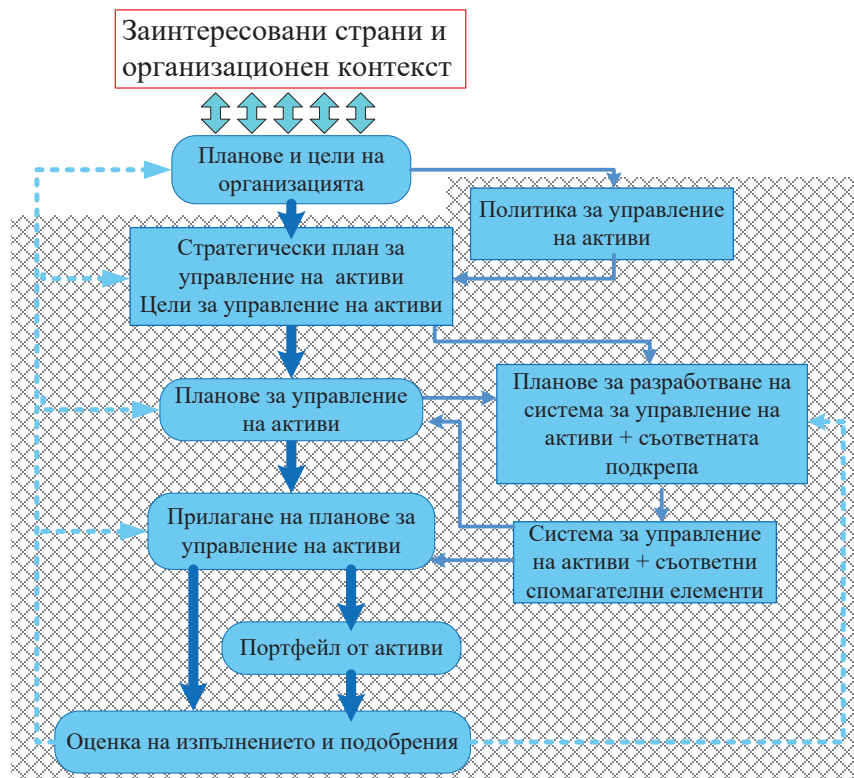 Заинтересовани страни и
организационен контекст
Планове и цели на
организацията
Политика за управление
на активи
Стратегически план за
управление на активи
Цели за управление на активи
Планове за управление
на активи
Планове за разработване на
система за управление на
активи + съответната
подкрепа
Прилагане на планове за
управление на активи
Система за управление
на активи + съответни
спомагателни елементи
Портфейл от активи
Оценка на изпълнението и подобрения